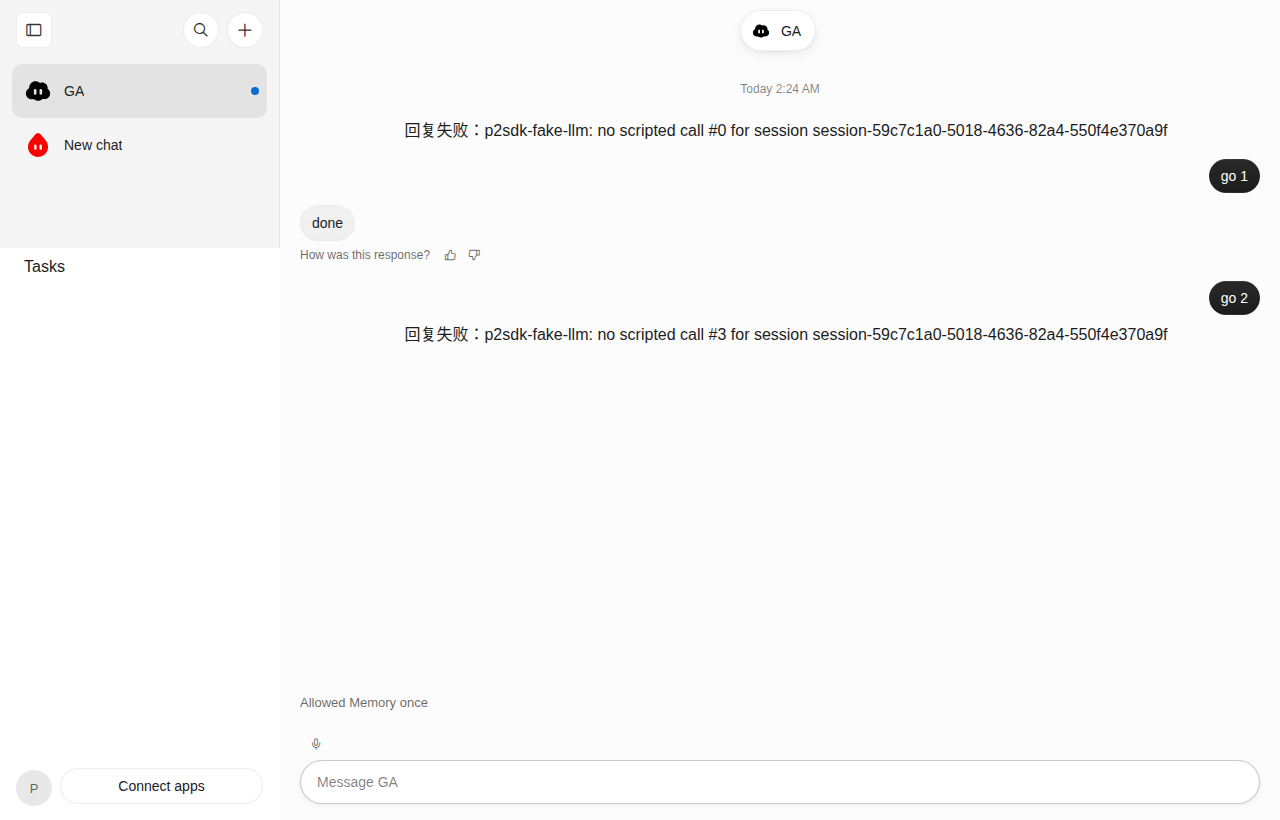 GA
GA
Today 2:24 AM
New chat
回复失败：p2sdk-fake-llm: no scripted call #0 for session session-59c7c1a0-5018-4636-82a4-550f4e370a9f
go 1
done
How was this response?
Tasks
go 2
回复失败：p2sdk-fake-llm: no scripted call #3 for session session-59c7c1a0-5018-4636-82a4-550f4e370a9f
Allowed Memory once
P
Connect apps
Message GA